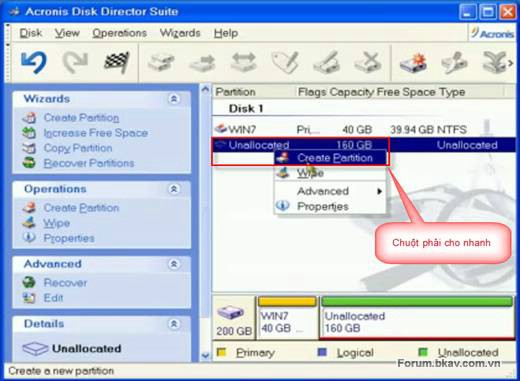 Acronis Disk Director Suite
Disk View Operations Wizards Help
Acronis
Wizards
Create Partition
Increase Free Space
Copy Partition
Recover Partitions
Operations
Create Partition
Wipe
Properties
Advanced
Recover
Edit
Details
Unallocated
Partition Flags Capacity Free Space Type
Disk 1
WIN7 Pri,... 40 GB 39.94 GB NTFS
Unallocated 160 GB Unallocated
Create Partition
Wipe
Advanced
Properties
Chuột phải cho nhanh
200 GB
WIN7
40 GB ...
Unallocated
160 GB
Primary Logical Unallocated
Create a new partition
Forum.bkav.com.vn